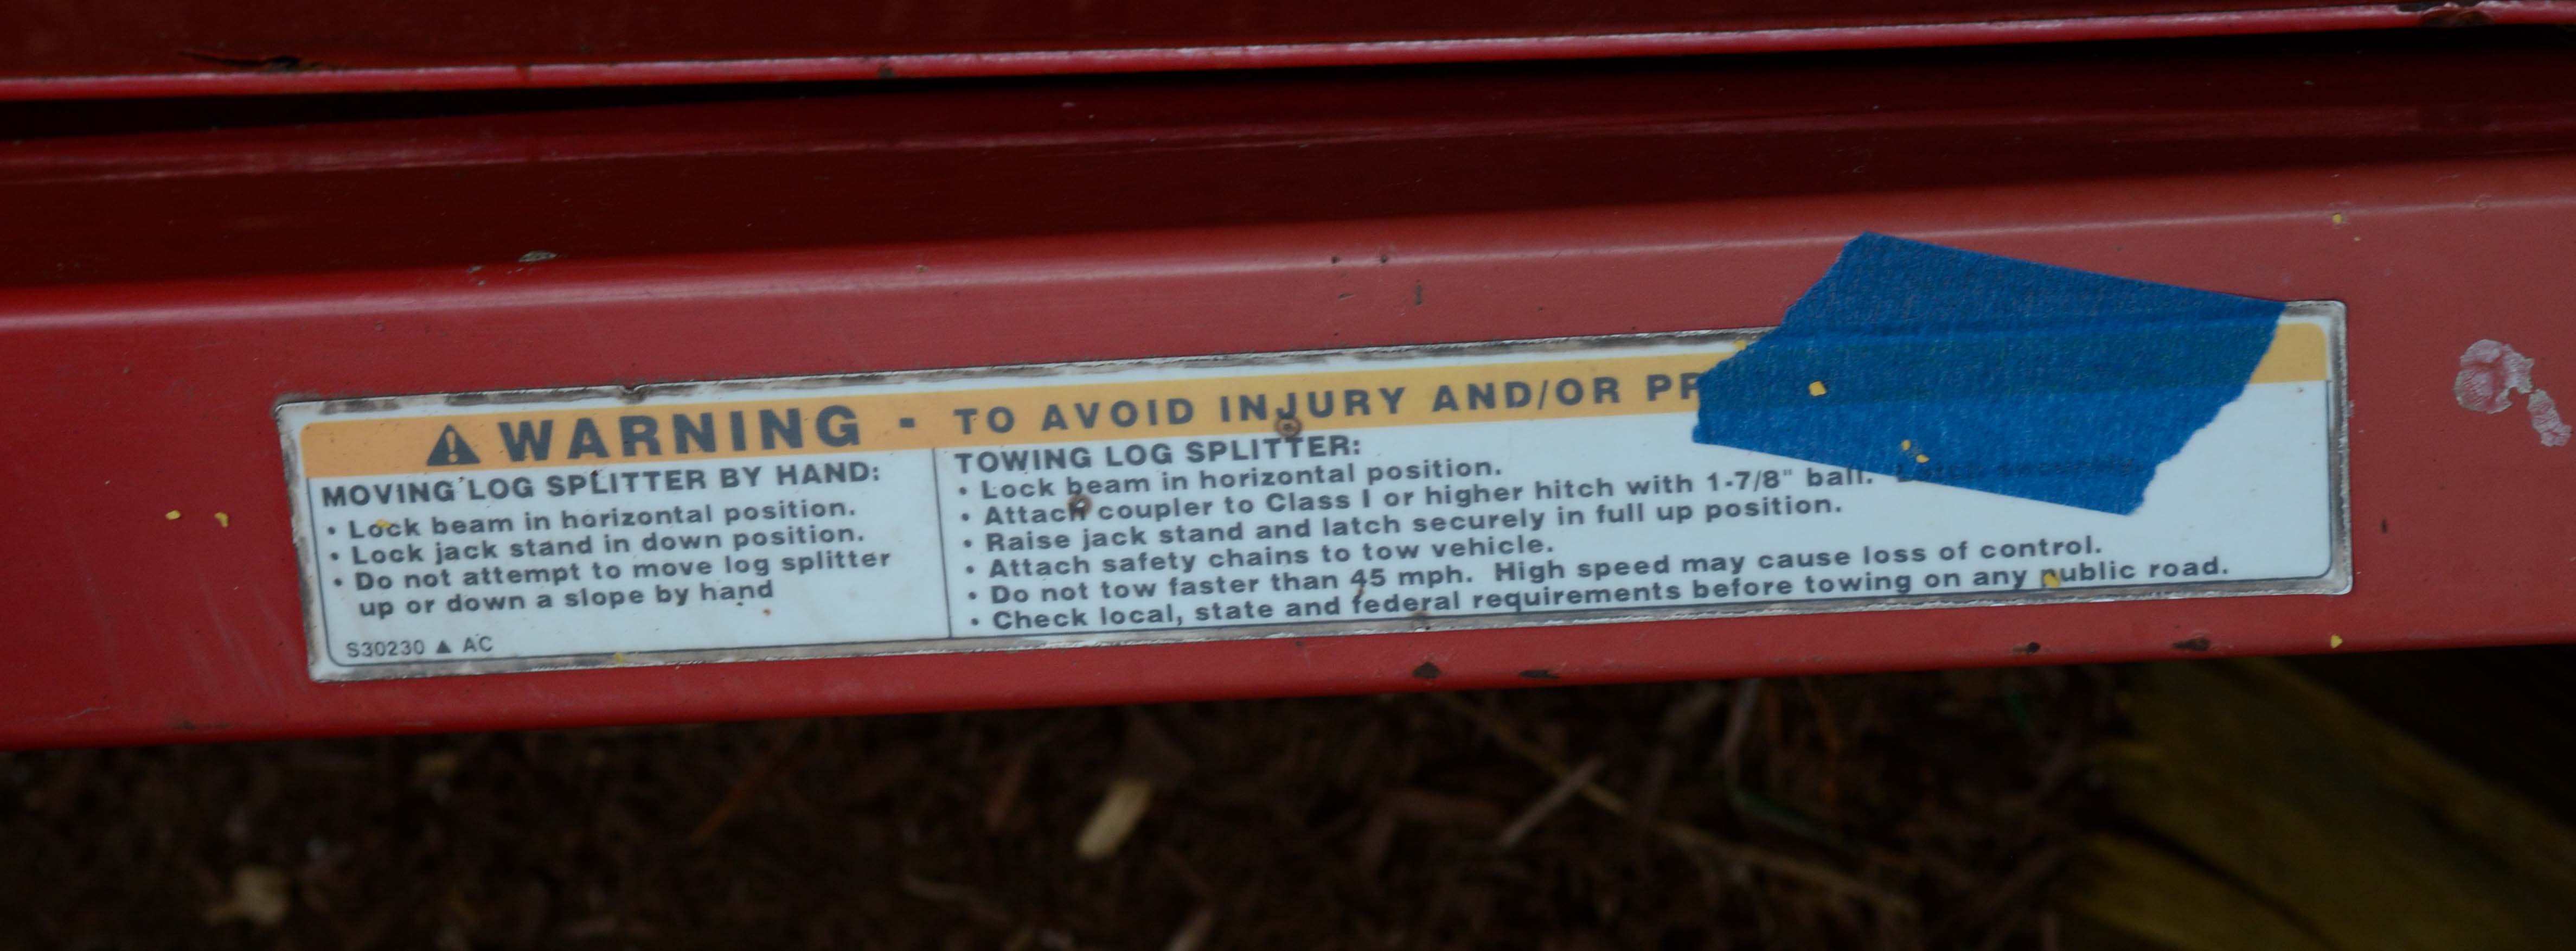 WARNING - TO AVOID INJURY AND/OR
MOVING LOG SPLITTER BY HAND:
• Lock beam in horizontal position.
• Lock jack stand in down position.
• Do not attempt to move log splitter
up or down a slope by hand
S30230 ▲ AC
TOWING LOG SPLITTER:
• Lock beam in horizontal position.
• Attach coupler to Class I or higher hitch with 1-7/8" ball.
• Raise jack stand and latch securely in full up position.
• Attach safety chains to tow vehicle.
• Do not tow faster than 45 mph. High speed may cause loss of control.
• Check local, state and federal requirements before towing on any public road.